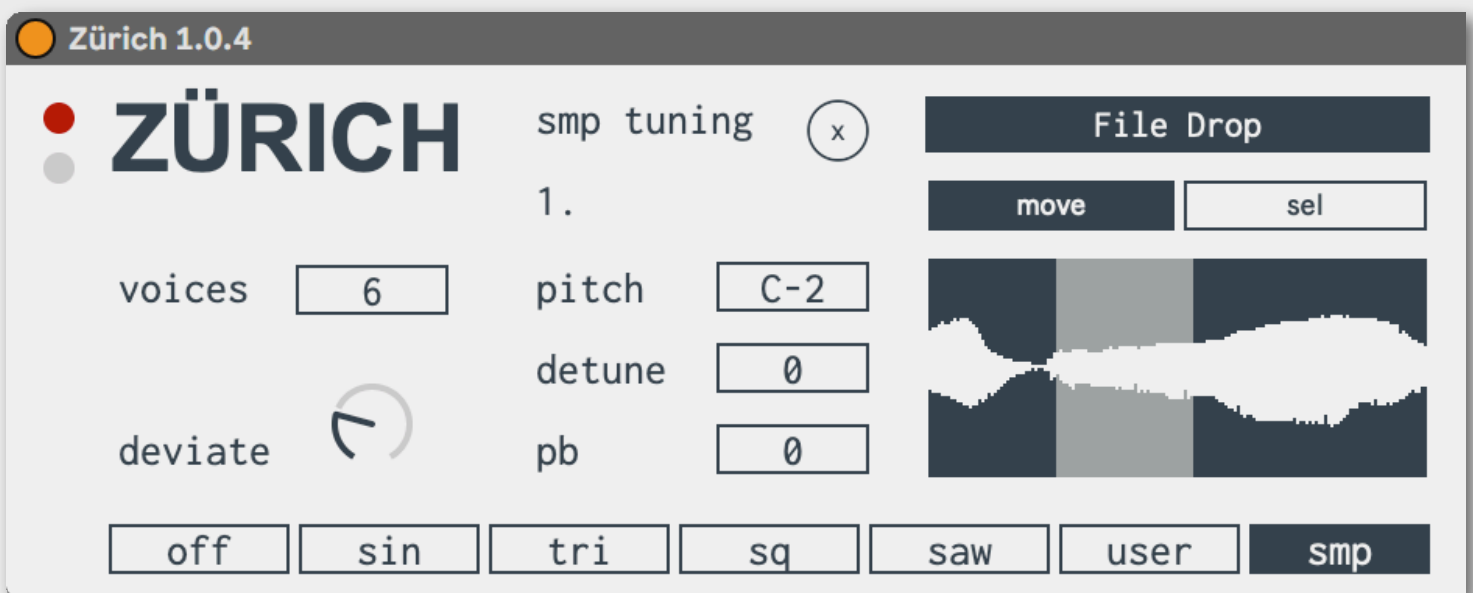 Zürich 1.0.4
ZÜRICH
smp tuning
x
1.
File Drop
move
sel
voices
6
pitch
C-2
detune
0
deviate
pb
0
off
sin
tri
sq
saw
user
smp